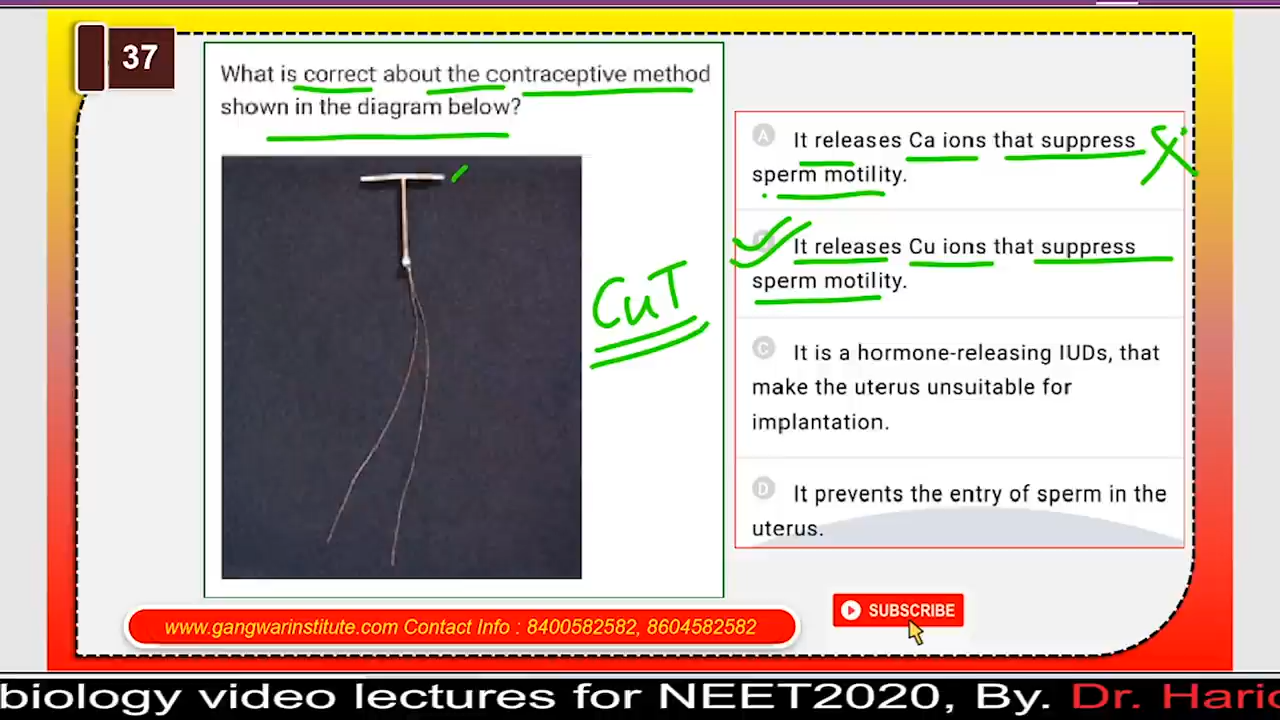 37
What is correct about the contraceptive method
shown in the diagram below?
CuT
A It releases Ca ions that suppress
sperm motility.
It releases Cu ions that suppress
sperm motility.
C It is a hormone-releasing IUDs, that
make the uterus unsuitable for
implantation.
D It prevents the entry of sperm in the
uterus.
SUBSCRIBE
www.gangwarinstitute.com Contact Info : 8400582582, 8604582582
biology video lectures for NEET2020, By. Dr. Haric